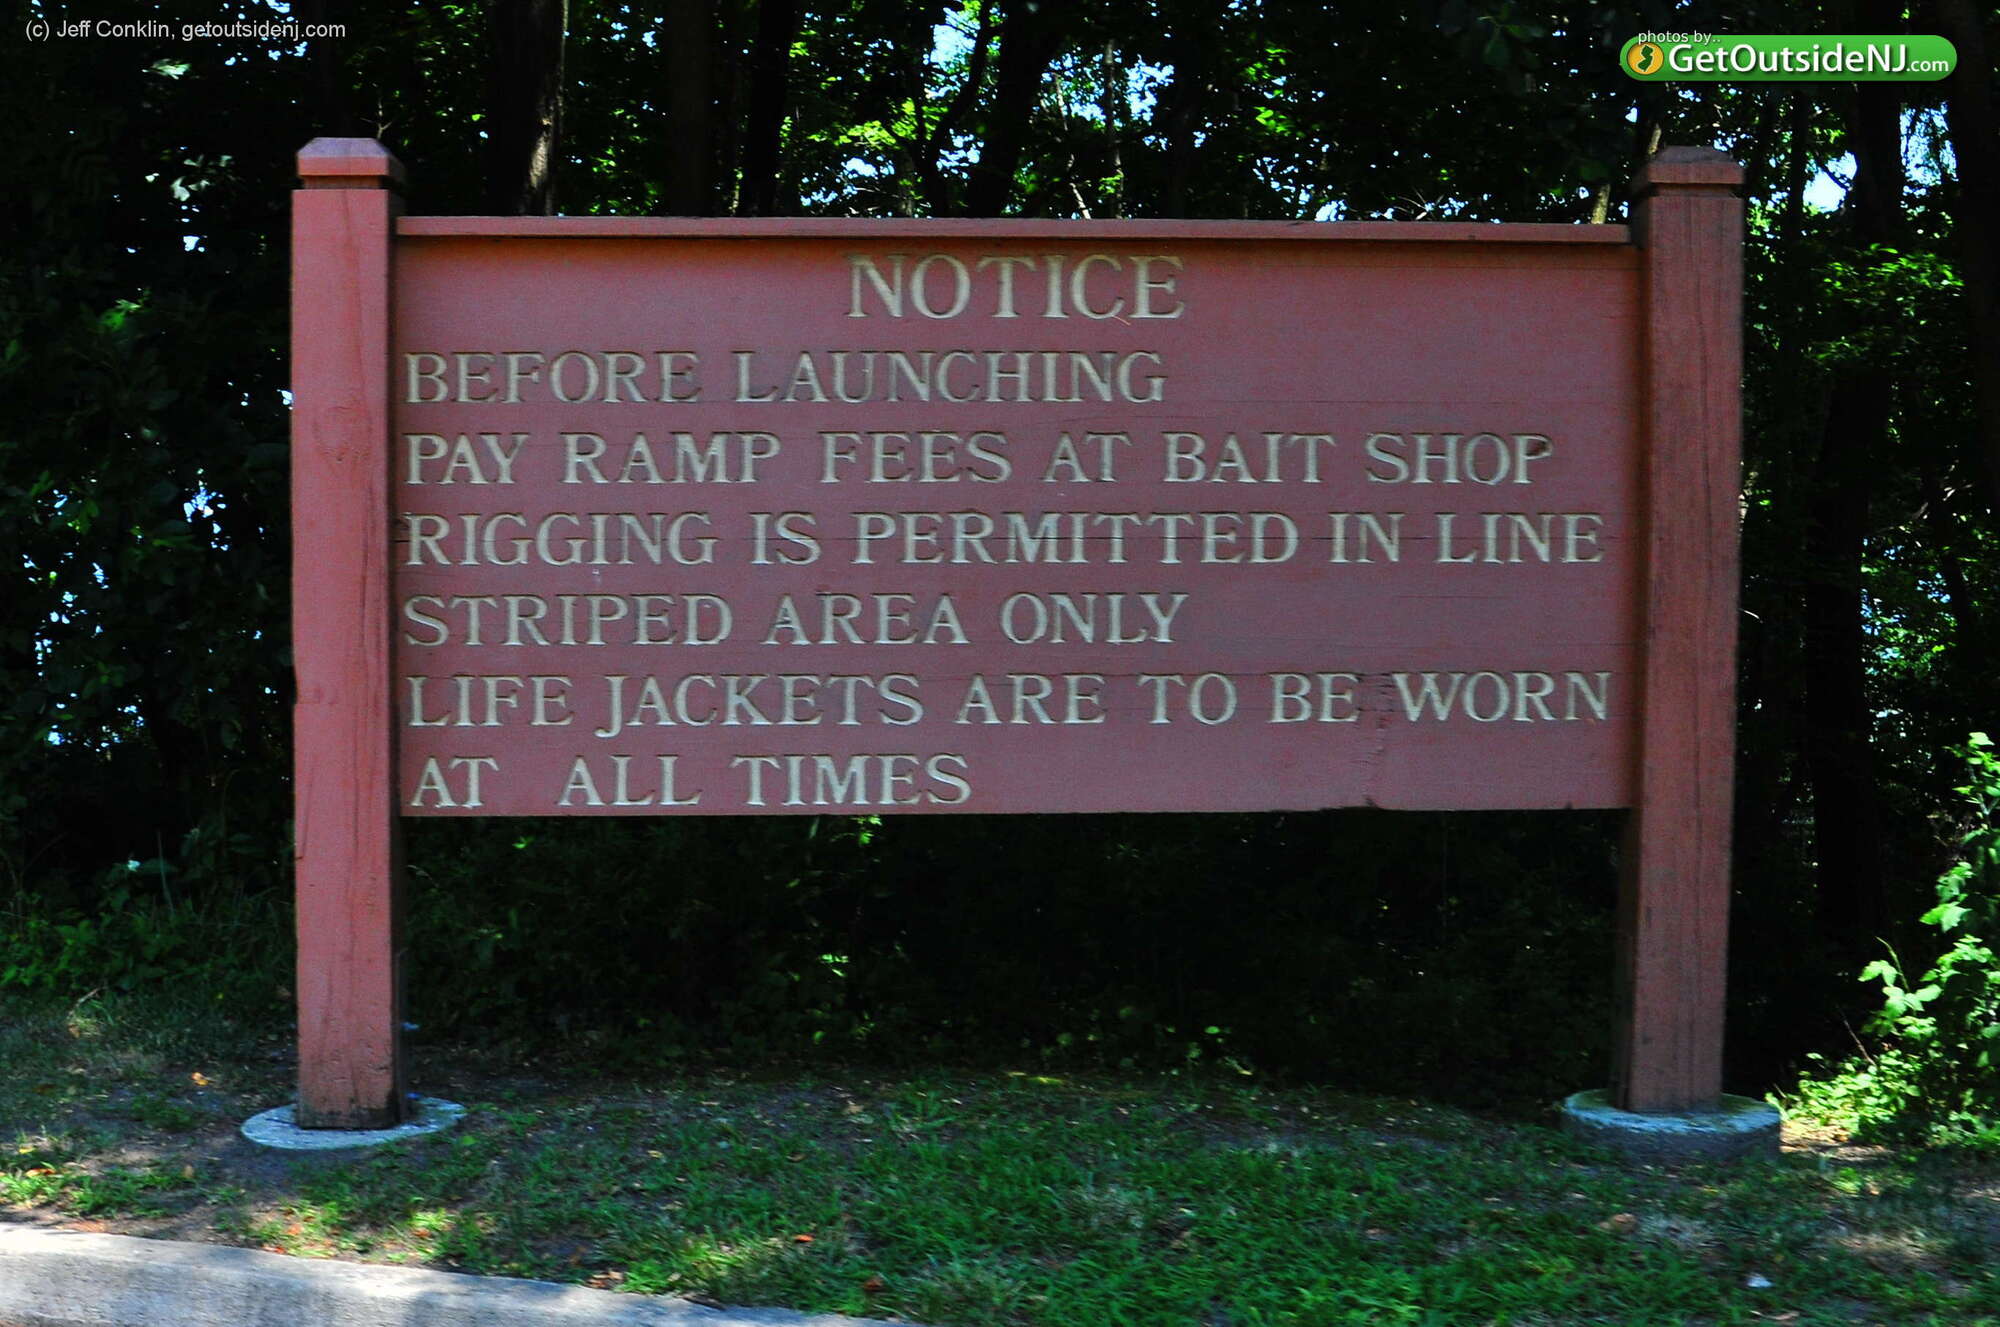 (c) Jeff Conklin, getoutsidenj.com
photos by..
GetOutsideNJ.com
NOTICE
BEFORE LAUNCHING
PAY RAMP FEES AT BAIT SHOP
RIGGING IS PERMITTED IN LINE
STRIPED AREA ONLY
LIFE JACKETS ARE TO BE WORN
AT ALL TIMES